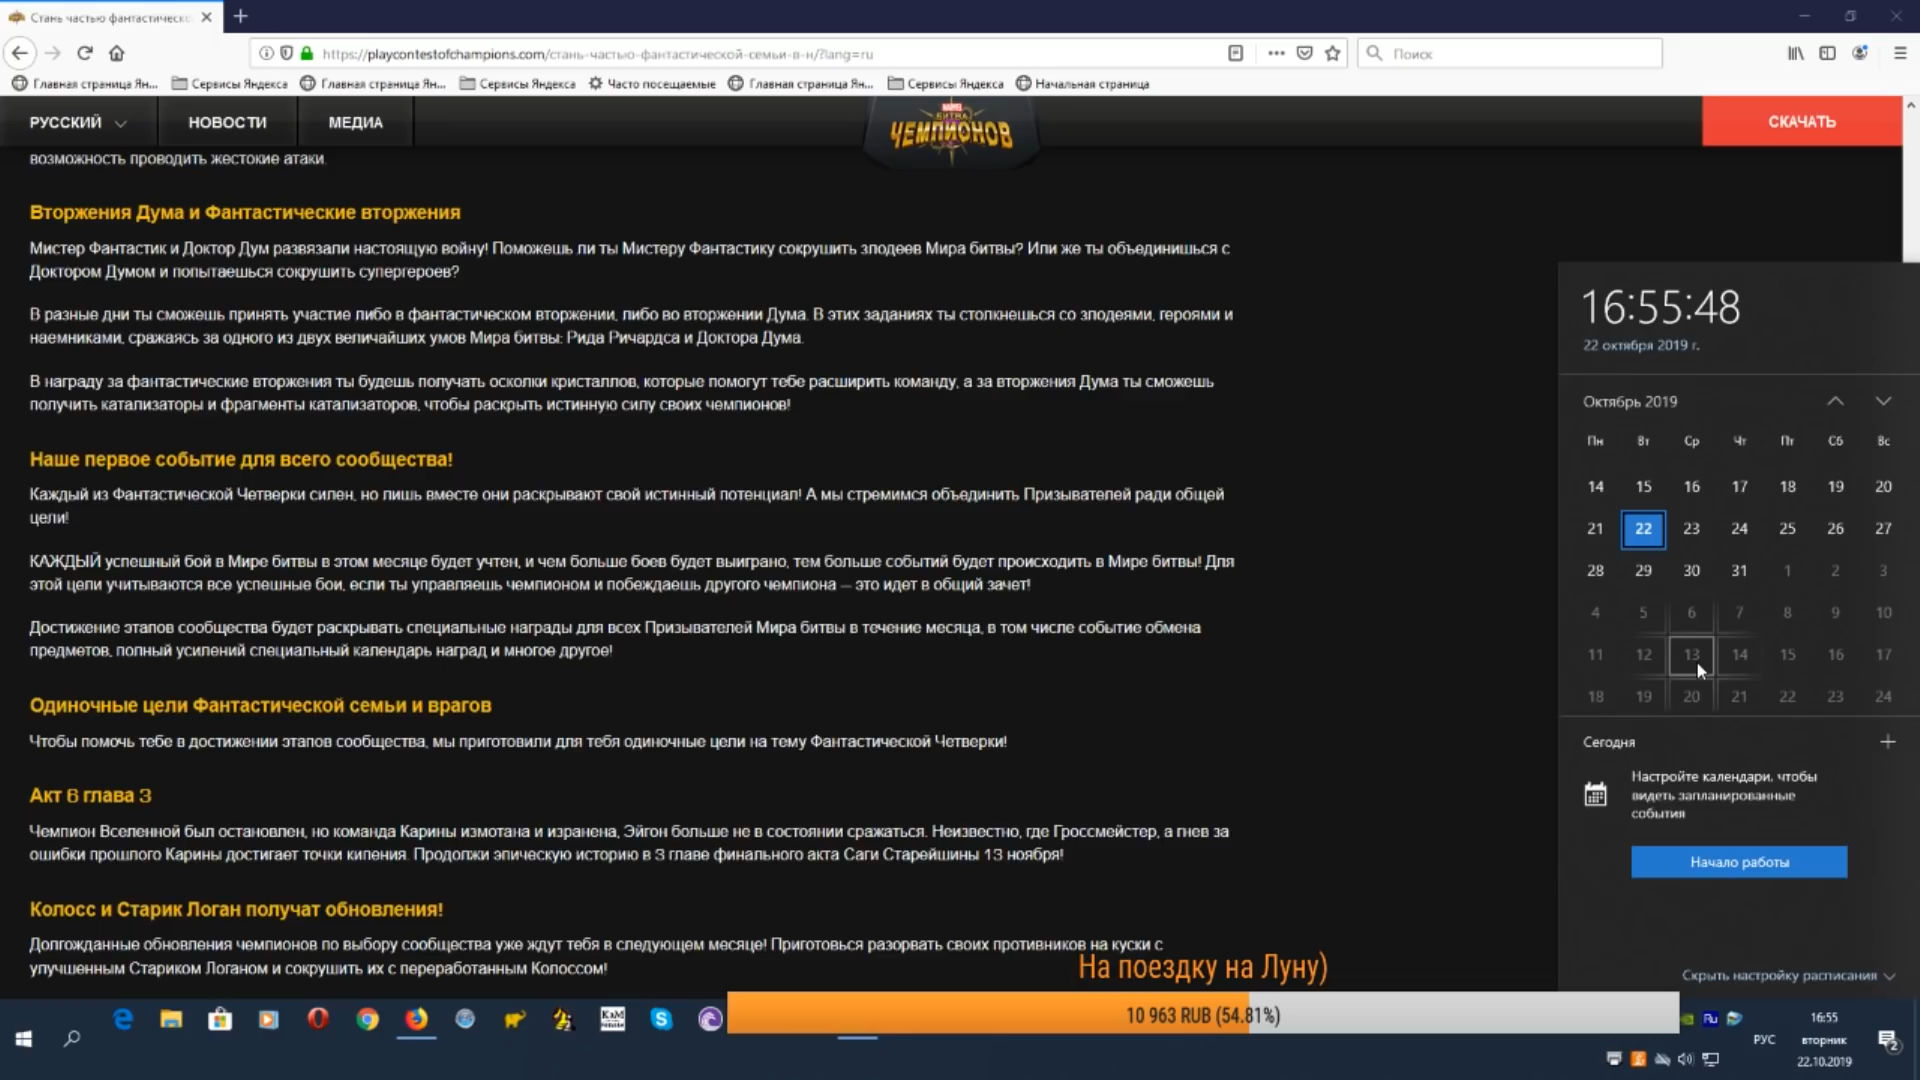 Стань частью фантастическо
https://playcontestofchampions.com/стань-частью-фантастической-семьи-в-н/?lang=ru
Поиск
Главная страница Ян...
Сервисы Яндекса
Главная страница Ян...
Сервисы Яндекса
Часто посещаемые
Главная страница Ян...
Сервисы Яндекса
Начальная страница
РУССКИЙ
НОВОСТИ
МЕДИА
MARVEL
БИТВА
ЧЕМПИОНОВ
СКАЧАТЬ
возможность проводить жестокие атаки.
Вторжения Дума и Фантастические вторжения
Мистер Фантастик и Доктор Дум развязали настоящую войну! Поможешь ли ты Мистеру Фантастику сокрушить злодеев Мира битвы? Или же ты объединишься с
Доктором Думом и попытаешься сокрушить супергероев?
В разные дни ты сможешь принять участие либо в фантастическом вторжении, либо во вторжении Дума. В этих заданиях ты столкнешься со злодеями, героями и
наемниками, сражаясь за одного из двух величайших умов Мира битвы: Рида Ричардса и Доктора Дума.
В награду за фантастические вторжения ты будешь получать осколки кристаллов, которые помогут тебе расширить команду, а за вторжения Дума ты сможешь
получить катализаторы и фрагменты катализаторов, чтобы раскрыть истинную силу своих чемпионов!
Наше первое событие для всего сообщества!
Каждый из Фантастической Четверки силен, но лишь вместе они раскрывают свой истинный потенциал! А мы стремимся объединить Призывателей ради общей
цели!
КАЖДЫЙ успешный бой в Мире битвы в этом месяце будет учтен, и чем больше боев будет выиграно, тем больше событий будет происходить в Мире битвы! Для
этой цели учитываются все успешные бои, если ты управляешь чемпионом и побеждаешь другого чемпиона – это идет в общий зачет!
Достижение этапов сообщества будет раскрывать специальные награды для всех Призывателей Мира битвы в течение месяца, в том числе событие обмена
предметов, полный усилений специальный календарь наград и многое другое!
Одиночные цели Фантастической семьи и врагов
Чтобы помочь тебе в достижении этапов сообщества, мы приготовили для тебя одиночные цели на тему Фантастической Четверки!
Акт 6 глава 3
Чемпион Вселенной был остановлен, но команда Карины измотана и изранена, Эйгон больше не в состоянии сражаться. Неизвестно, где Гроссмейстер, а гнев за
ошибки прошлого Карины достигает точки кипения. Продолжи эпическую историю в 3 главе финального акта Саги Старейшины 13 ноября!
Колосс и Старик Логан получат обновления!
Долгожданные обновления чемпионов по выбору сообщества уже ждут тебя в следующем месяце! Приготовься разорвать своих противников на куски с
улучшенным Стариком Логаном и сокрушить их с переработанным Колоссом!
16:55:48
22 октября 2019 г.
Октябрь 2019
Пн Вт Ср Чт Пт Сб Вс
14 15 16 17 18 19 20
21 22 23 24 25 26 27
28 29 30 31 1 2 3
4 5 6 7 8 9 10
11 12 13 14 15 16 17
18 19 20 21 22 23 24
Сегодня
Настройте календари, чтобы
видеть запланированные
события
Начало работы
Скрыть настройку расписания
На поездку на Луну)
10 963 RUB (54.81%)
Ru
РУС
16:55
вторник
22.10.2019
2